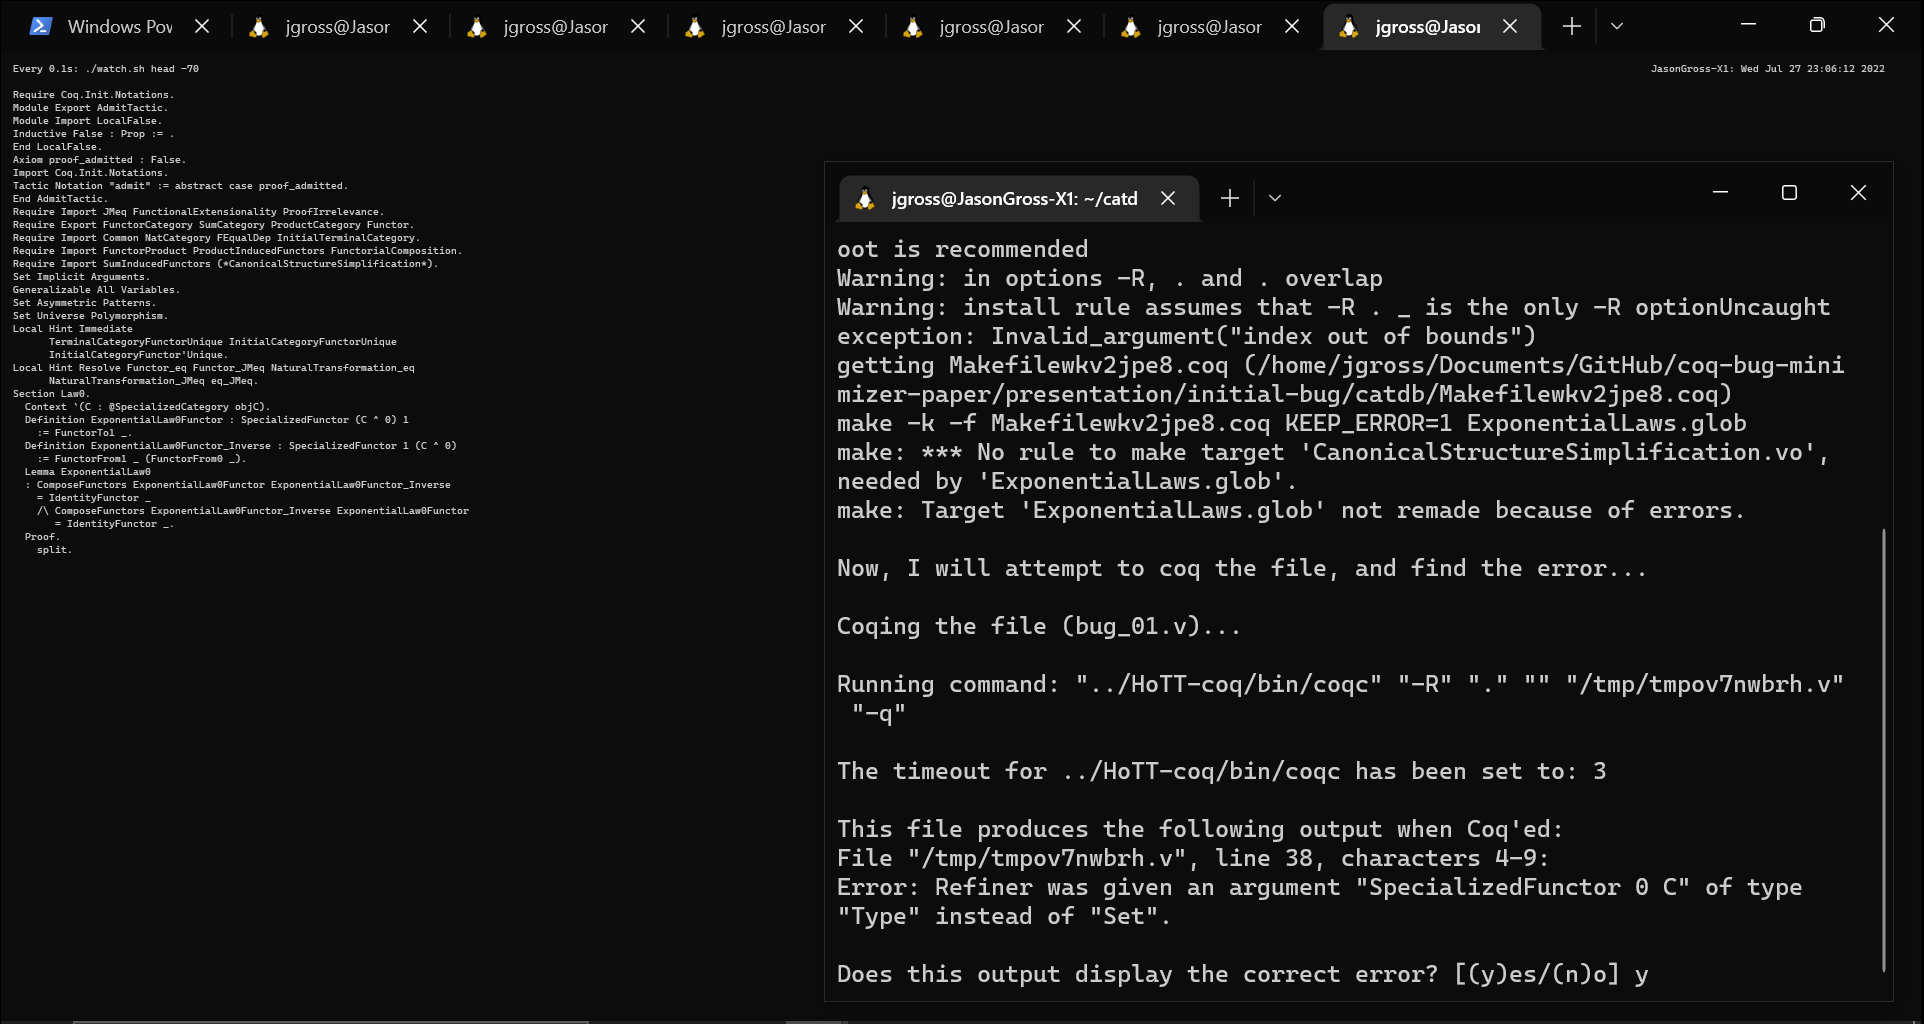 Windows Pov
jgross@Jasor
jgross@Jasor
jgross@Jasor
jgross@Jasor
jgross@Jasor
jgross@Jasor
Every 0.1s: ./watch.sh head -70
JasonGross-X1: Wed Jul 27 23:06:12 2022
Require Coq.Init.Notations.
Module Export AdmitTactic.
Module Import LocalFalse.
Inductive False : Prop := .
End LocalFalse.
Axiom proof_admitted : False.
Import Coq.Init.Notations.
Tactic Notation "admit" := abstract case proof_admitted.
End AdmitTactic.
Require Import JMeq FunctionalExtensionality ProofIrrelevance.
Require Export FunctorCategory SumCategory ProductCategory Functor.
Require Import Common NatCategory FEqualDep InitialTerminalCategory.
Require Import FunctorProduct ProductInducedFunctors FunctorialComposition.
Require Import SumInducedFunctors (*CanonicalStructureSimplification*).
Set Implicit Arguments.
Generalizable All Variables.
Set Asymmetric Patterns.
Set Universe Polymorphism.
Local Hint Immediate
TerminalCategoryFunctorUnique InitialCategoryFunctorUnique
InitialCategoryFunctor'Unique.
Local Hint Resolve Functor_eq Functor_JMeq NaturalTransformation_eq
NaturalTransformation_JMeq eq_JMeq.
Section Law0.
Context `(C : @SpecializedCategory objC).
Definition ExponentialLaw0Functor : SpecializedFunctor (C ^ 0) 1
:= FunctorTo1 _.
Definition ExponentialLaw0Functor_Inverse : SpecializedFunctor 1 (C ^ 0)
:= FunctorFrom1 _ (FunctorFrom0 _).
Lemma ExponentialLaw0
: ComposeFunctors ExponentialLaw0Functor ExponentialLaw0Functor_Inverse
= IdentityFunctor _
/\ ComposeFunctors ExponentialLaw0Functor_Inverse ExponentialLaw0Functor
= IdentityFunctor _.
Proof.
split.
jgross@JasonGross-X1: ~/catd
oot is recommended
Warning: in options -R, . and . overlap
Warning: install rule assumes that -R . _ is the only -R optionUncaught
exception: Invalid_argument("index out of bounds")
getting Makefilewkv2jpe8.coq (/home/jgross/Documents/GitHub/coq-bug-mini
mizer-paper/presentation/initial-bug/catdb/Makefilewkv2jpe8.coq)
make -k -f Makefilewkv2jpe8.coq KEEP_ERROR=1 ExponentialLaws.glob
make: *** No rule to make target 'CanonicalStructureSimplification.vo',
needed by 'ExponentialLaws.glob'.
make: Target 'ExponentialLaws.glob' not remade because of errors.
Now, I will attempt to coq the file, and find the error...
Coqing the file (bug_01.v)...
Running command: "../HoTT-coq/bin/coqc" "-R" "." "" "/tmp/tmpov7nwbrh.v"
"-q"
The timeout for ../HoTT-coq/bin/coqc has been set to: 3
This file produces the following output when Coq'ed:
File "/tmp/tmpov7nwbrh.v", line 38, characters 4-9:
Error: Refiner was given an argument "SpecializedFunctor 0 C" of type
"Type" instead of "Set".
Does this output display the correct error? [(y)es/(n)o] y